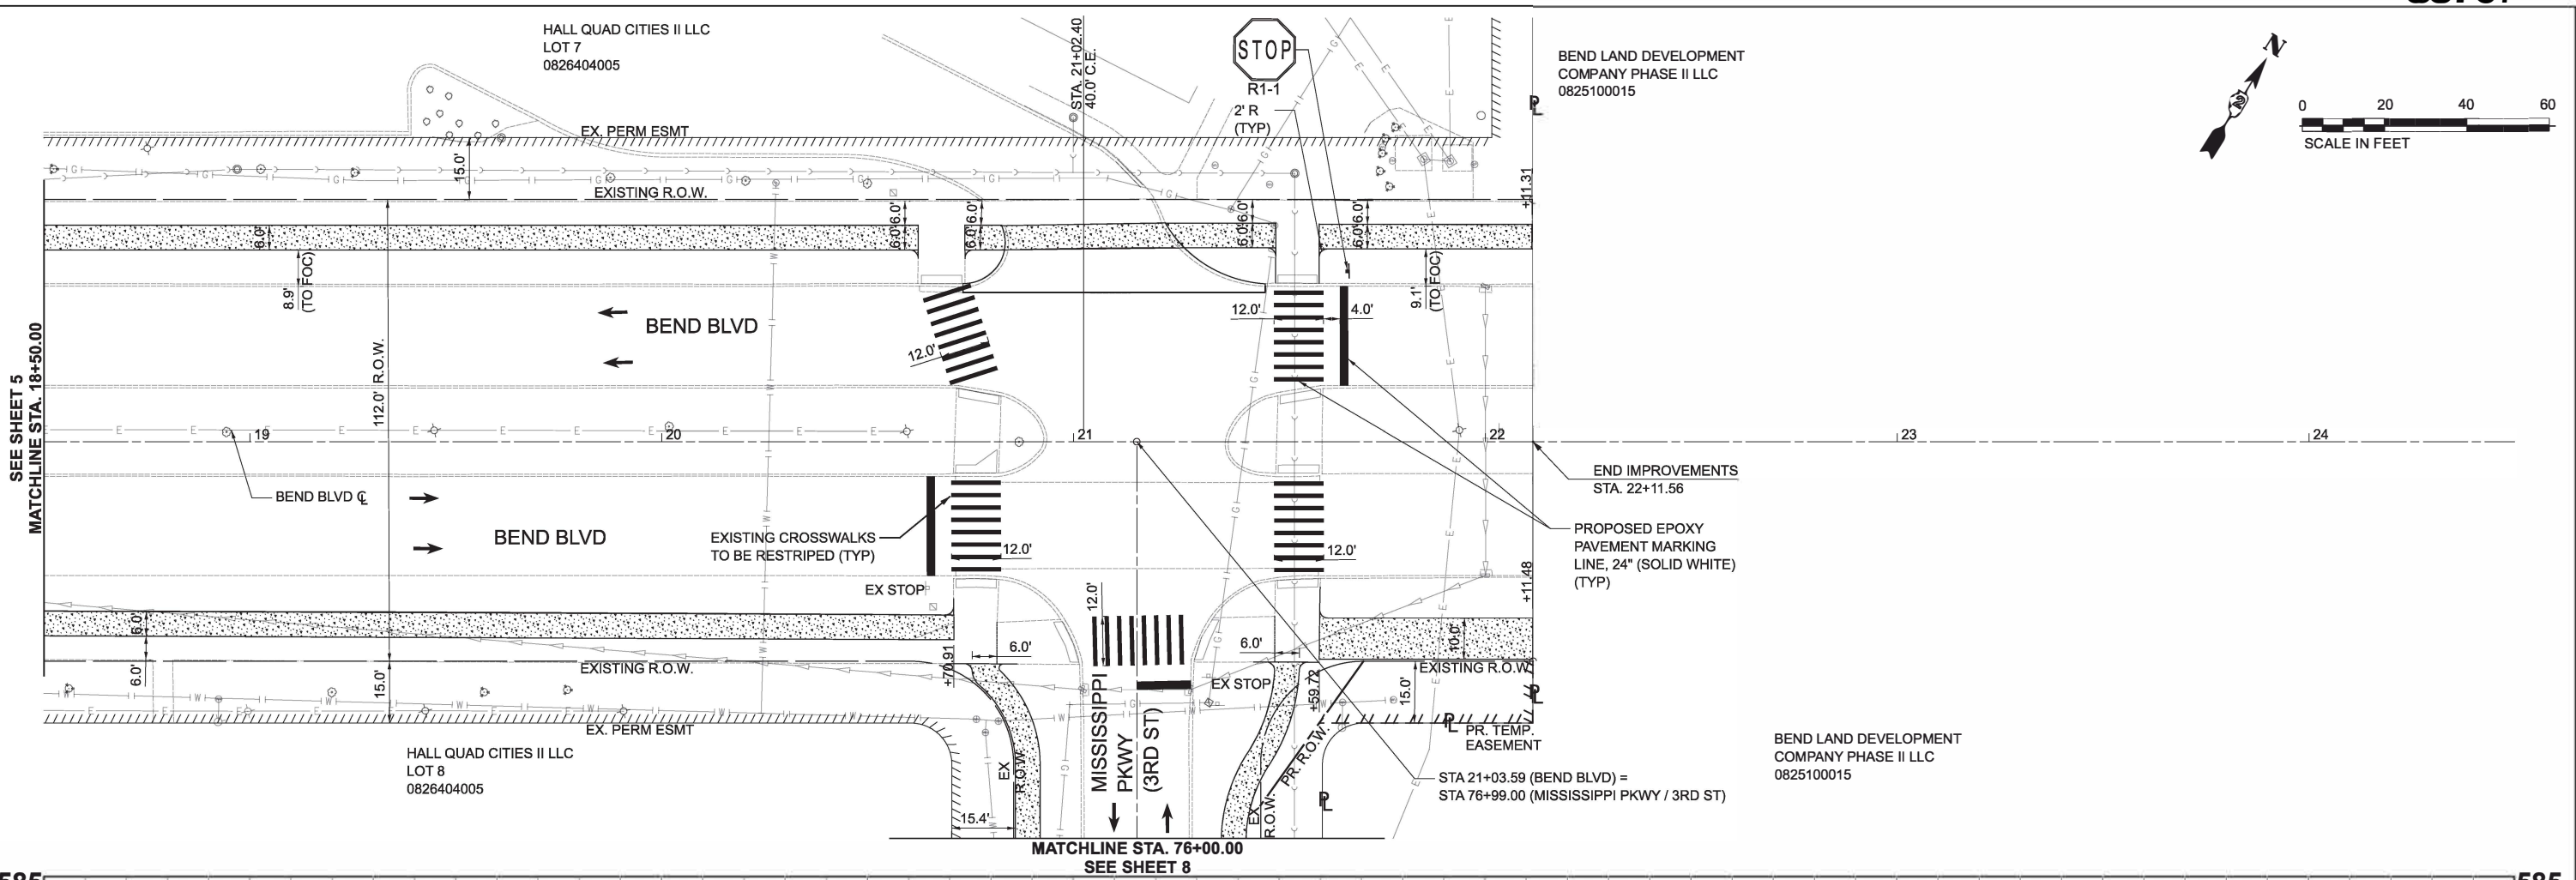 HALL QUAD CITIES II LLC
LOT 7
0826404005
STA. 21+02.40
40.0' C.E.
STOP
R1-1
2' R
(TYP)
BEND LAND DEVELOPMENT
COMPANY PHASE II LLC
0825100015
N
0 20 40 60
SCALE IN FEET
EX. PERM ESMT
15.0'
EXISTING R.O.W.
+11.31
6.0'
6.0'
6.0'
6.0'
6.0'
6.0'
6.0'
6.0'
6.0'
8.9'
(TO FOC)
9.1'
(TO FOC)
BEND BLVD
12.0'
12.0'
4.0'
112.0' R.O.W.
SEE SHEET 5
MATCHLINE STA. 18+50.00
19
20
21
22
23
24
BEND BLVD ℄
BEND BLVD
EXISTING CROSSWALKS
TO BE RESTRIPED (TYP)
12.0'
12.0'
END IMPROVEMENTS
STA. 22+11.56
PROPOSED EPOXY
PAVEMENT MARKING
LINE, 24" (SOLID WHITE)
(TYP)
EX STOP
12.0'
+11.48
6.0'
6.0'
15.0'
EXISTING R.O.W.
+70.91
6.0'
6.0'
EX STOP
+59.72
10.0'
EXISTING R.O.W.
15.0'
EX. PERM ESMT
PR. TEMP.
EASEMENT
HALL QUAD CITIES II LLC
LOT 8
0826404005
EX
R.O.W.
MISSISSIPPI
PKWY
(3RD ST)
PR. R.O.W.
EX
R.O.W.
15.4'
STA 21+03.59 (BEND BLVD) =
STA 76+99.00 (MISSISSIPPI PKWY / 3RD ST)
BEND LAND DEVELOPMENT
COMPANY PHASE II LLC
0825100015
MATCHLINE STA. 76+00.00
SEE SHEET 8
585
585